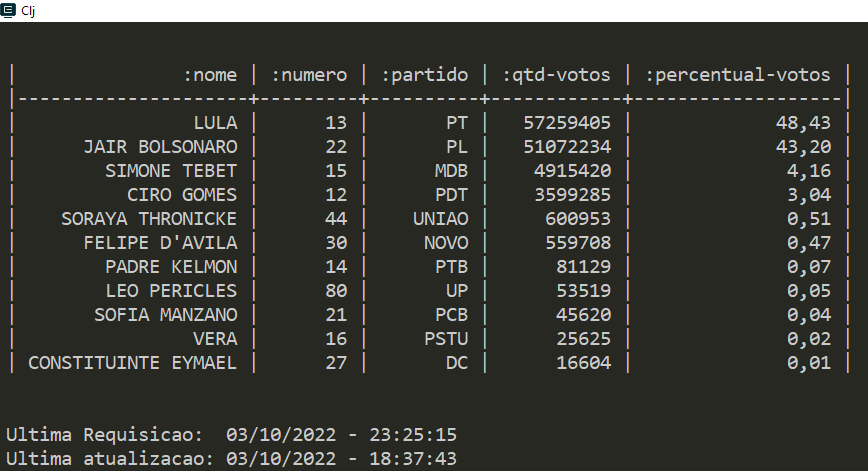 Clj
| :nome | :numero | :partido | :qtd-votos | :percentual-votos |
|---------------------+---------+----------+------------+-------------------|
| LULA | 13 | PT | 57259405 | 48,43 |
| JAIR BOLSONARO | 22 | PL | 51072234 | 43,20 |
| SIMONE TEBET | 15 | MDB | 4915420 | 4,16 |
| CIRO GOMES | 12 | PDT | 3599285 | 3,04 |
| SORAYA THRONICKE | 44 | UNIAO | 600953 | 0,51 |
| FELIPE D'AVILA | 30 | NOVO | 559708 | 0,47 |
| PADRE KELMON | 14 | PTB | 81129 | 0,07 |
| LEO PERICLES | 80 | UP | 53519 | 0,05 |
| SOFIA MANZANO | 21 | PCB | 45620 | 0,04 |
| VERA | 16 | PSTU | 25625 | 0,02 |
| CONSTITUINTE EYMAEL | 27 | DC | 16604 | 0,01 |
Ultima Requisicao: 03/10/2022 - 23:25:15
Ultima atualizacao: 03/10/2022 - 18:37:43